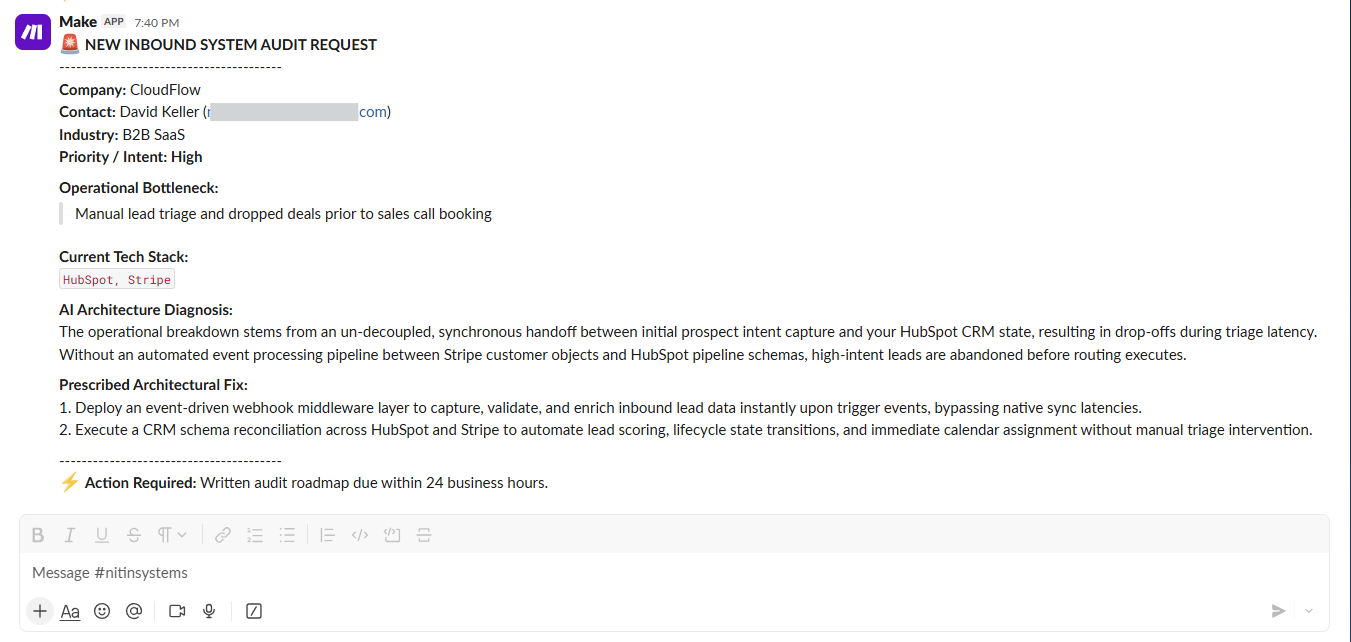 Make APP 7:40 PM
🚨 NEW INBOUND SYSTEM AUDIT REQUEST
-------------------------------------
Company: CloudFlow
Contact: David Keller (com)
Industry: B2B SaaS
Priority / Intent: High
Operational Bottleneck:
Manual lead triage and dropped deals prior to sales call booking
Current Tech Stack:
HubSpot, Stripe
AI Architecture Diagnosis:
The operational breakdown stems from an un-decoupled, synchronous handoff between initial prospect intent capture and your HubSpot CRM state, resulting in drop-offs during triage latency.
Without an automated event processing pipeline between Stripe customer objects and HubSpot pipeline schemas, high-intent leads are abandoned before routing executes.
Prescribed Architectural Fix:
1. Deploy an event-driven webhook middleware layer to capture, validate, and enrich inbound lead data instantly upon trigger events, bypassing native sync latencies.
2. Execute a CRM schema reconciliation across HubSpot and Stripe to automate lead scoring, lifecycle state transitions, and immediate calendar assignment without manual triage intervention.
-------------------------------------
⚡ Action Required: Written audit roadmap due within 24 business hours.
Message #nitinsystems
Aa